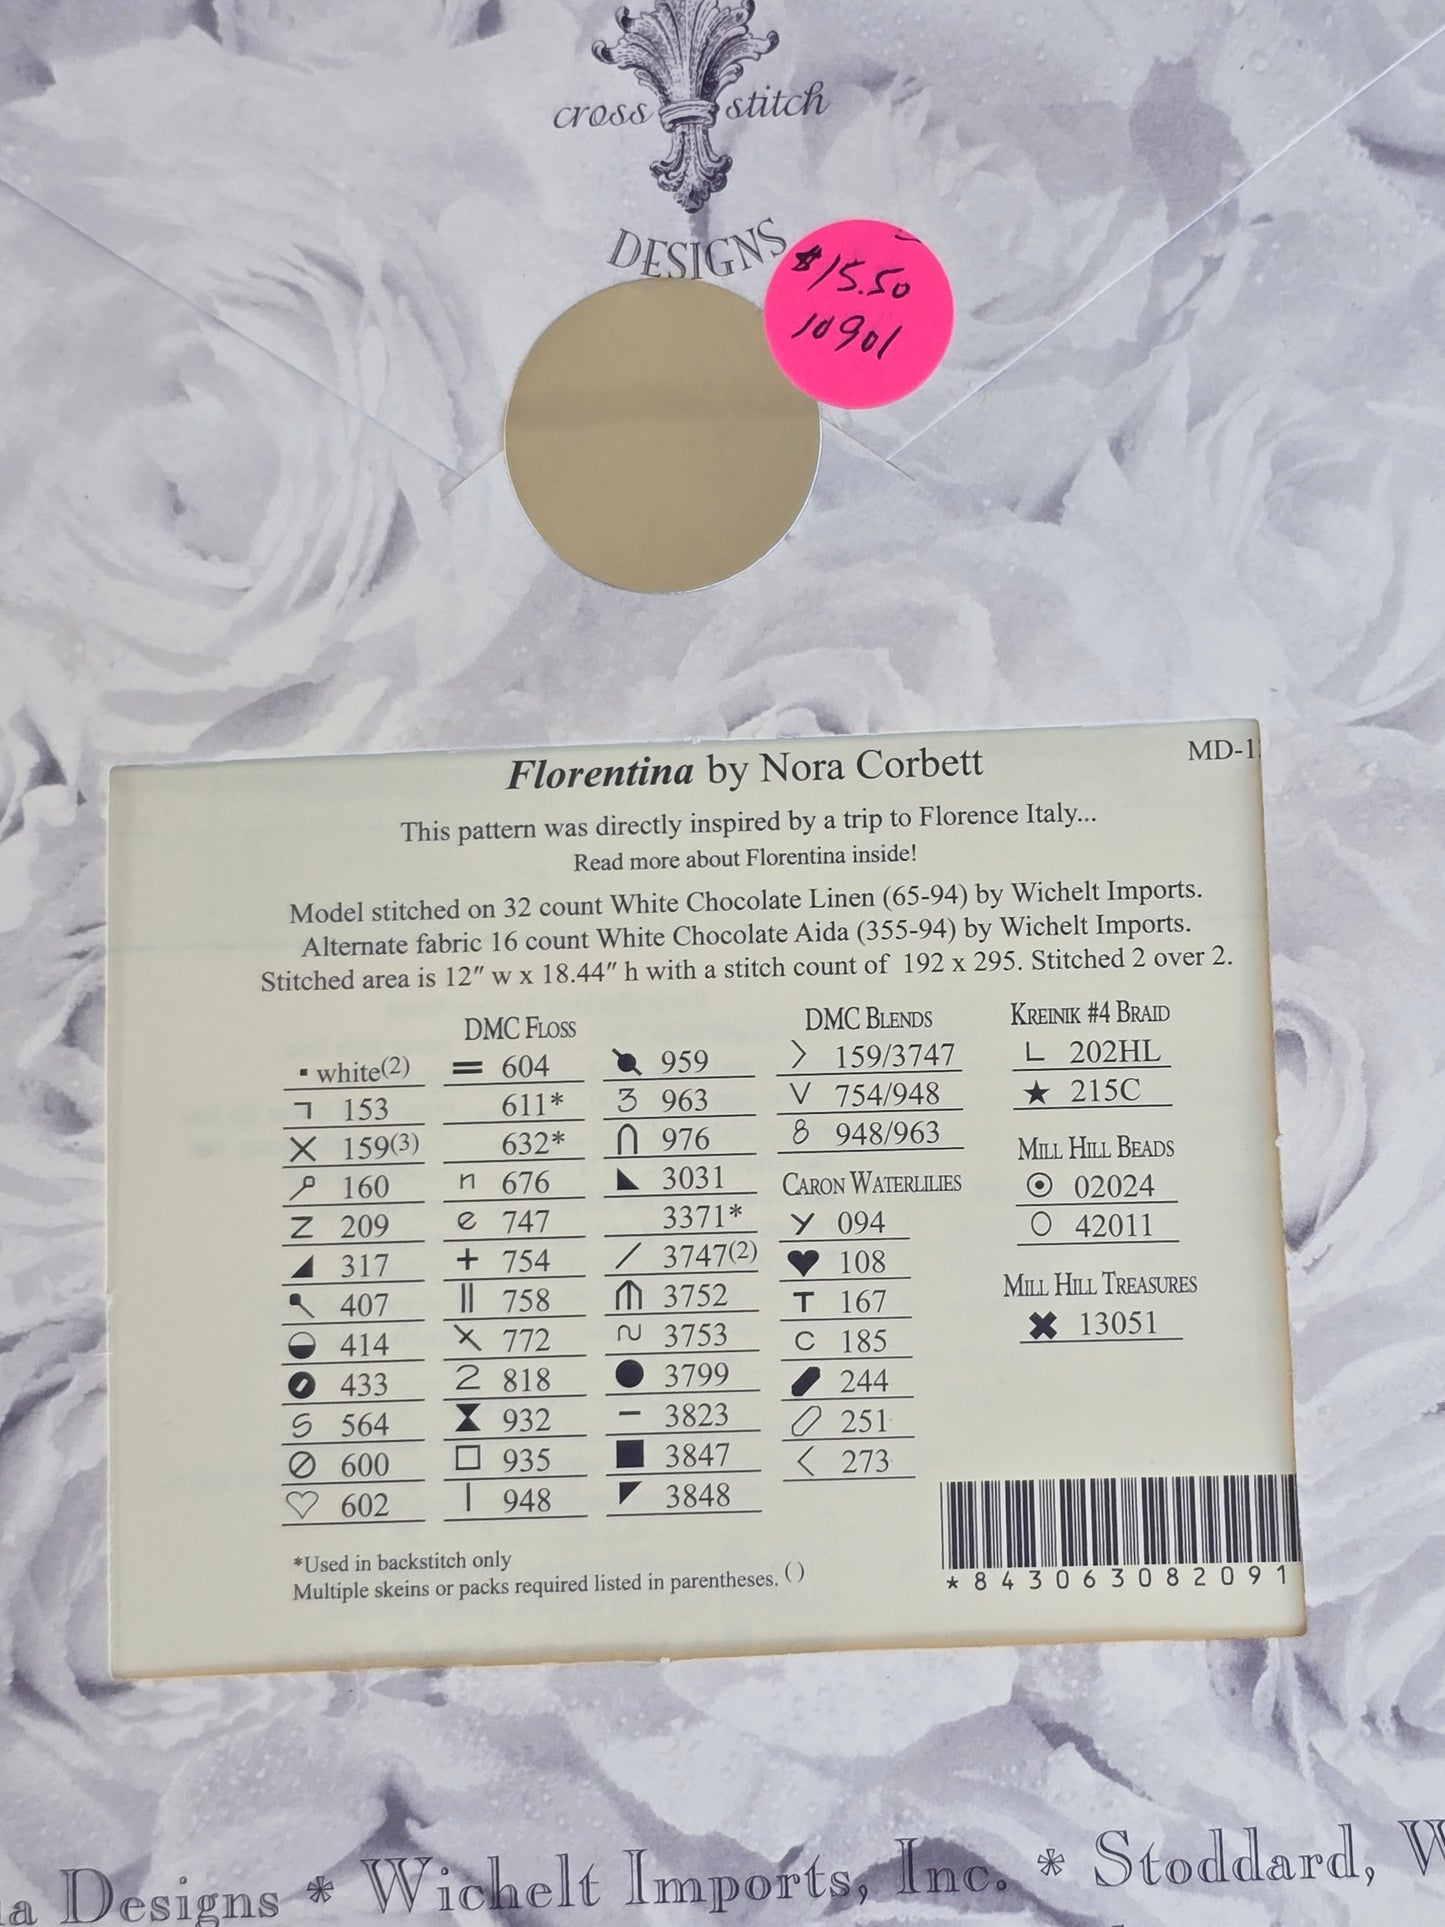 cross stitch
DESIGNS
$15.50
10901
Florentina by Nora Corbett
MD-1
This pattern was directly inspired by a trip to Florence Italy...
Read more about Florentina inside!
Model stitched on 32 count White Chocolate Linen (65-94) by Wichelt Imports.
Alternate fabric 16 count White Chocolate Aida (355-94) by Wichelt Imports.
Stitched area is 12" w x 18.44" h with a stitch count of 192 x 295. Stitched 2 over 2.
DMC FLOSS
white(2)
153
159(3)
160
209
317
407
414
433
564
600
602
604
611*
632*
676
747
754
758
772
818
932
935
948
959
963
976
3031
3371*
3747(2)
3752
3753
3799
3823
3847
3848
DMC BLENDS
159/3747
754/948
948/963
CARON WATERLILIES
094
108
167
185
244
251
273
KREINIK #4 BRAID
202HL
215C
MILL HILL BEADS
02024
42011
MILL HILL TREASURES
13051
*Used in backstitch only
Multiple skeins or packs required listed in parentheses. ( )
*843063082091
Designs * Wichelt Imports, Inc. * Stoddard, W